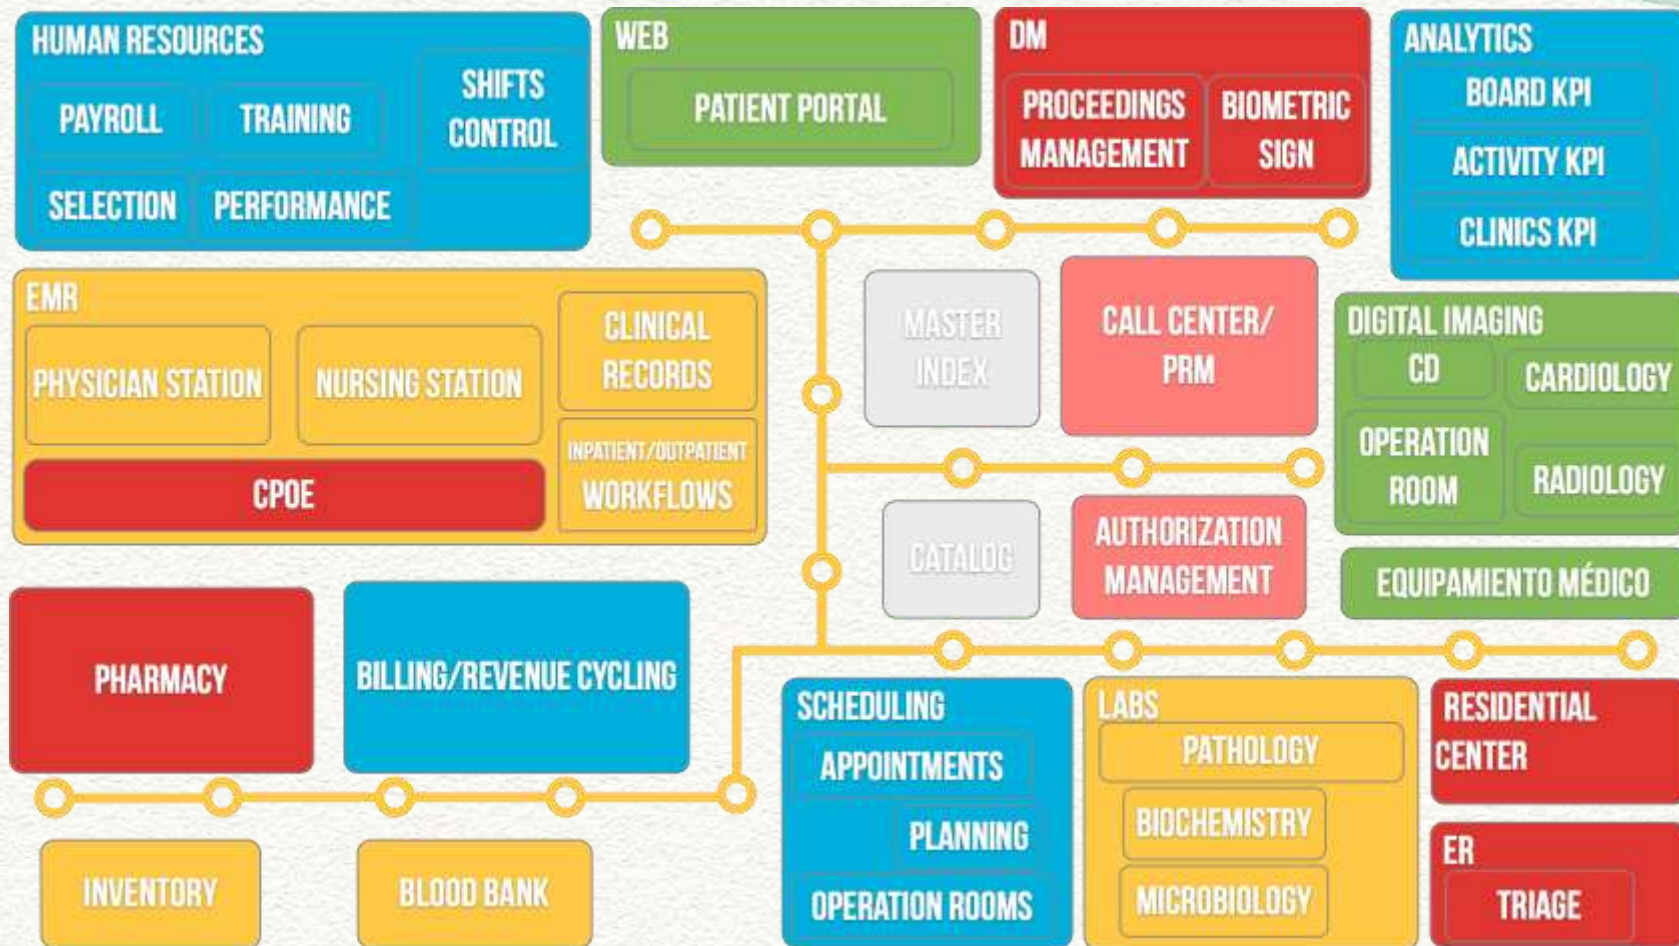 HUMAN RESOURCES
PAYROLL
TRAINING
SHIFTS
CONTROL
SELECTION
PERFORMANCE
WEB
PATIENT PORTAL
DM
PROCEEDINGS
MANAGEMENT
BIOMETRIC
SIGN
ANALYTICS
BOARD KPI
ACTIVITY KPI
CLINICS KPI
EMR
PHYSICIAN STATION
NURSING STATION
CLINICAL
RECORDS
CPOE
INPATIENT/OUTPATIENT
WORKFLOWS
MASTER
INDEX
CALL CENTER/
PRM
DIGITAL IMAGING
CD
CARDIOLOGY
OPERATION
ROOM
RADIOLOGY
CATALOG
AUTHORIZATION
MANAGEMENT
EQUIPAMIENTO MÉDICO
PHARMACY
BILLING/REVENUE CYCLING
INVENTORY
BLOOD BANK
SCHEDULING
APPOINTMENTS
PLANNING
OPERATION ROOMS
LABS
PATHOLOGY
BIOCHEMISTRY
MICROBIOLOGY
RESIDENTIAL
CENTER
ER
TRIAGE